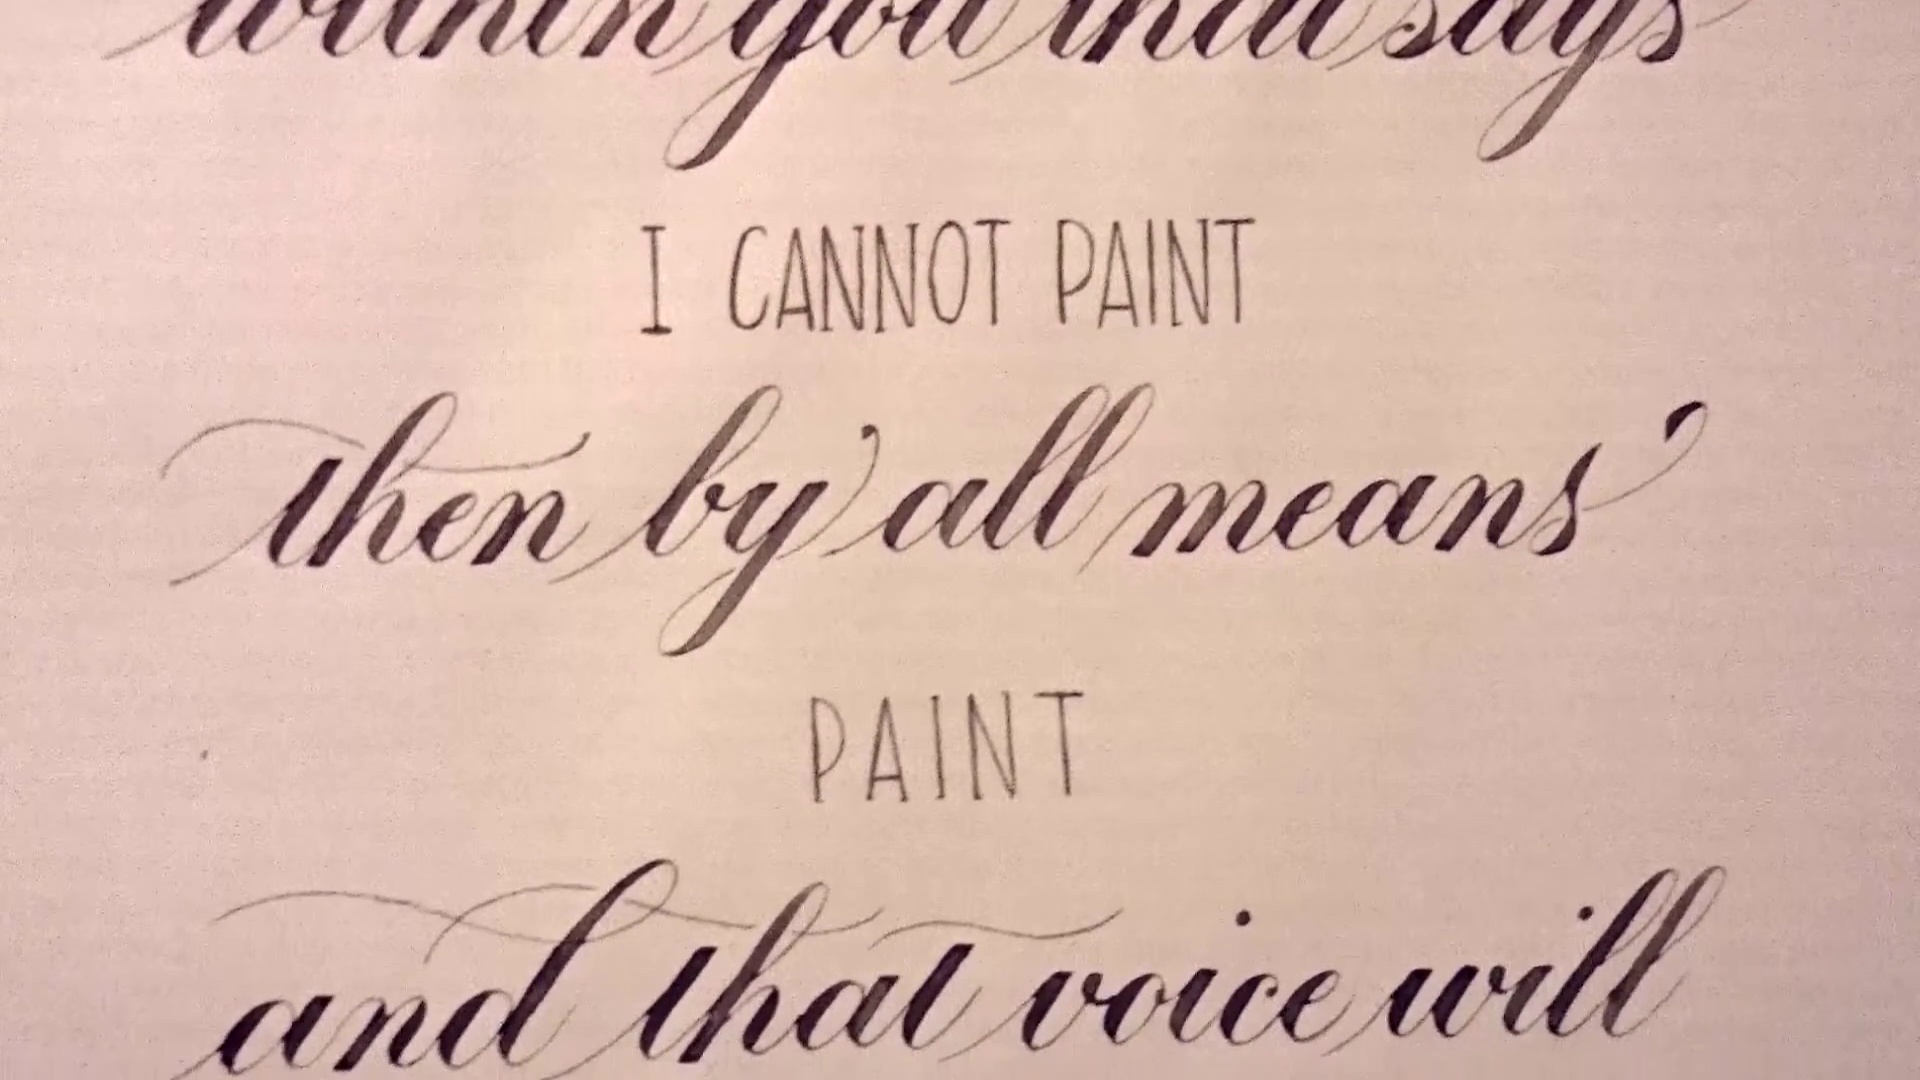 within you that says
I CANNOT PAINT
then by all means
PAINT
and that voice will